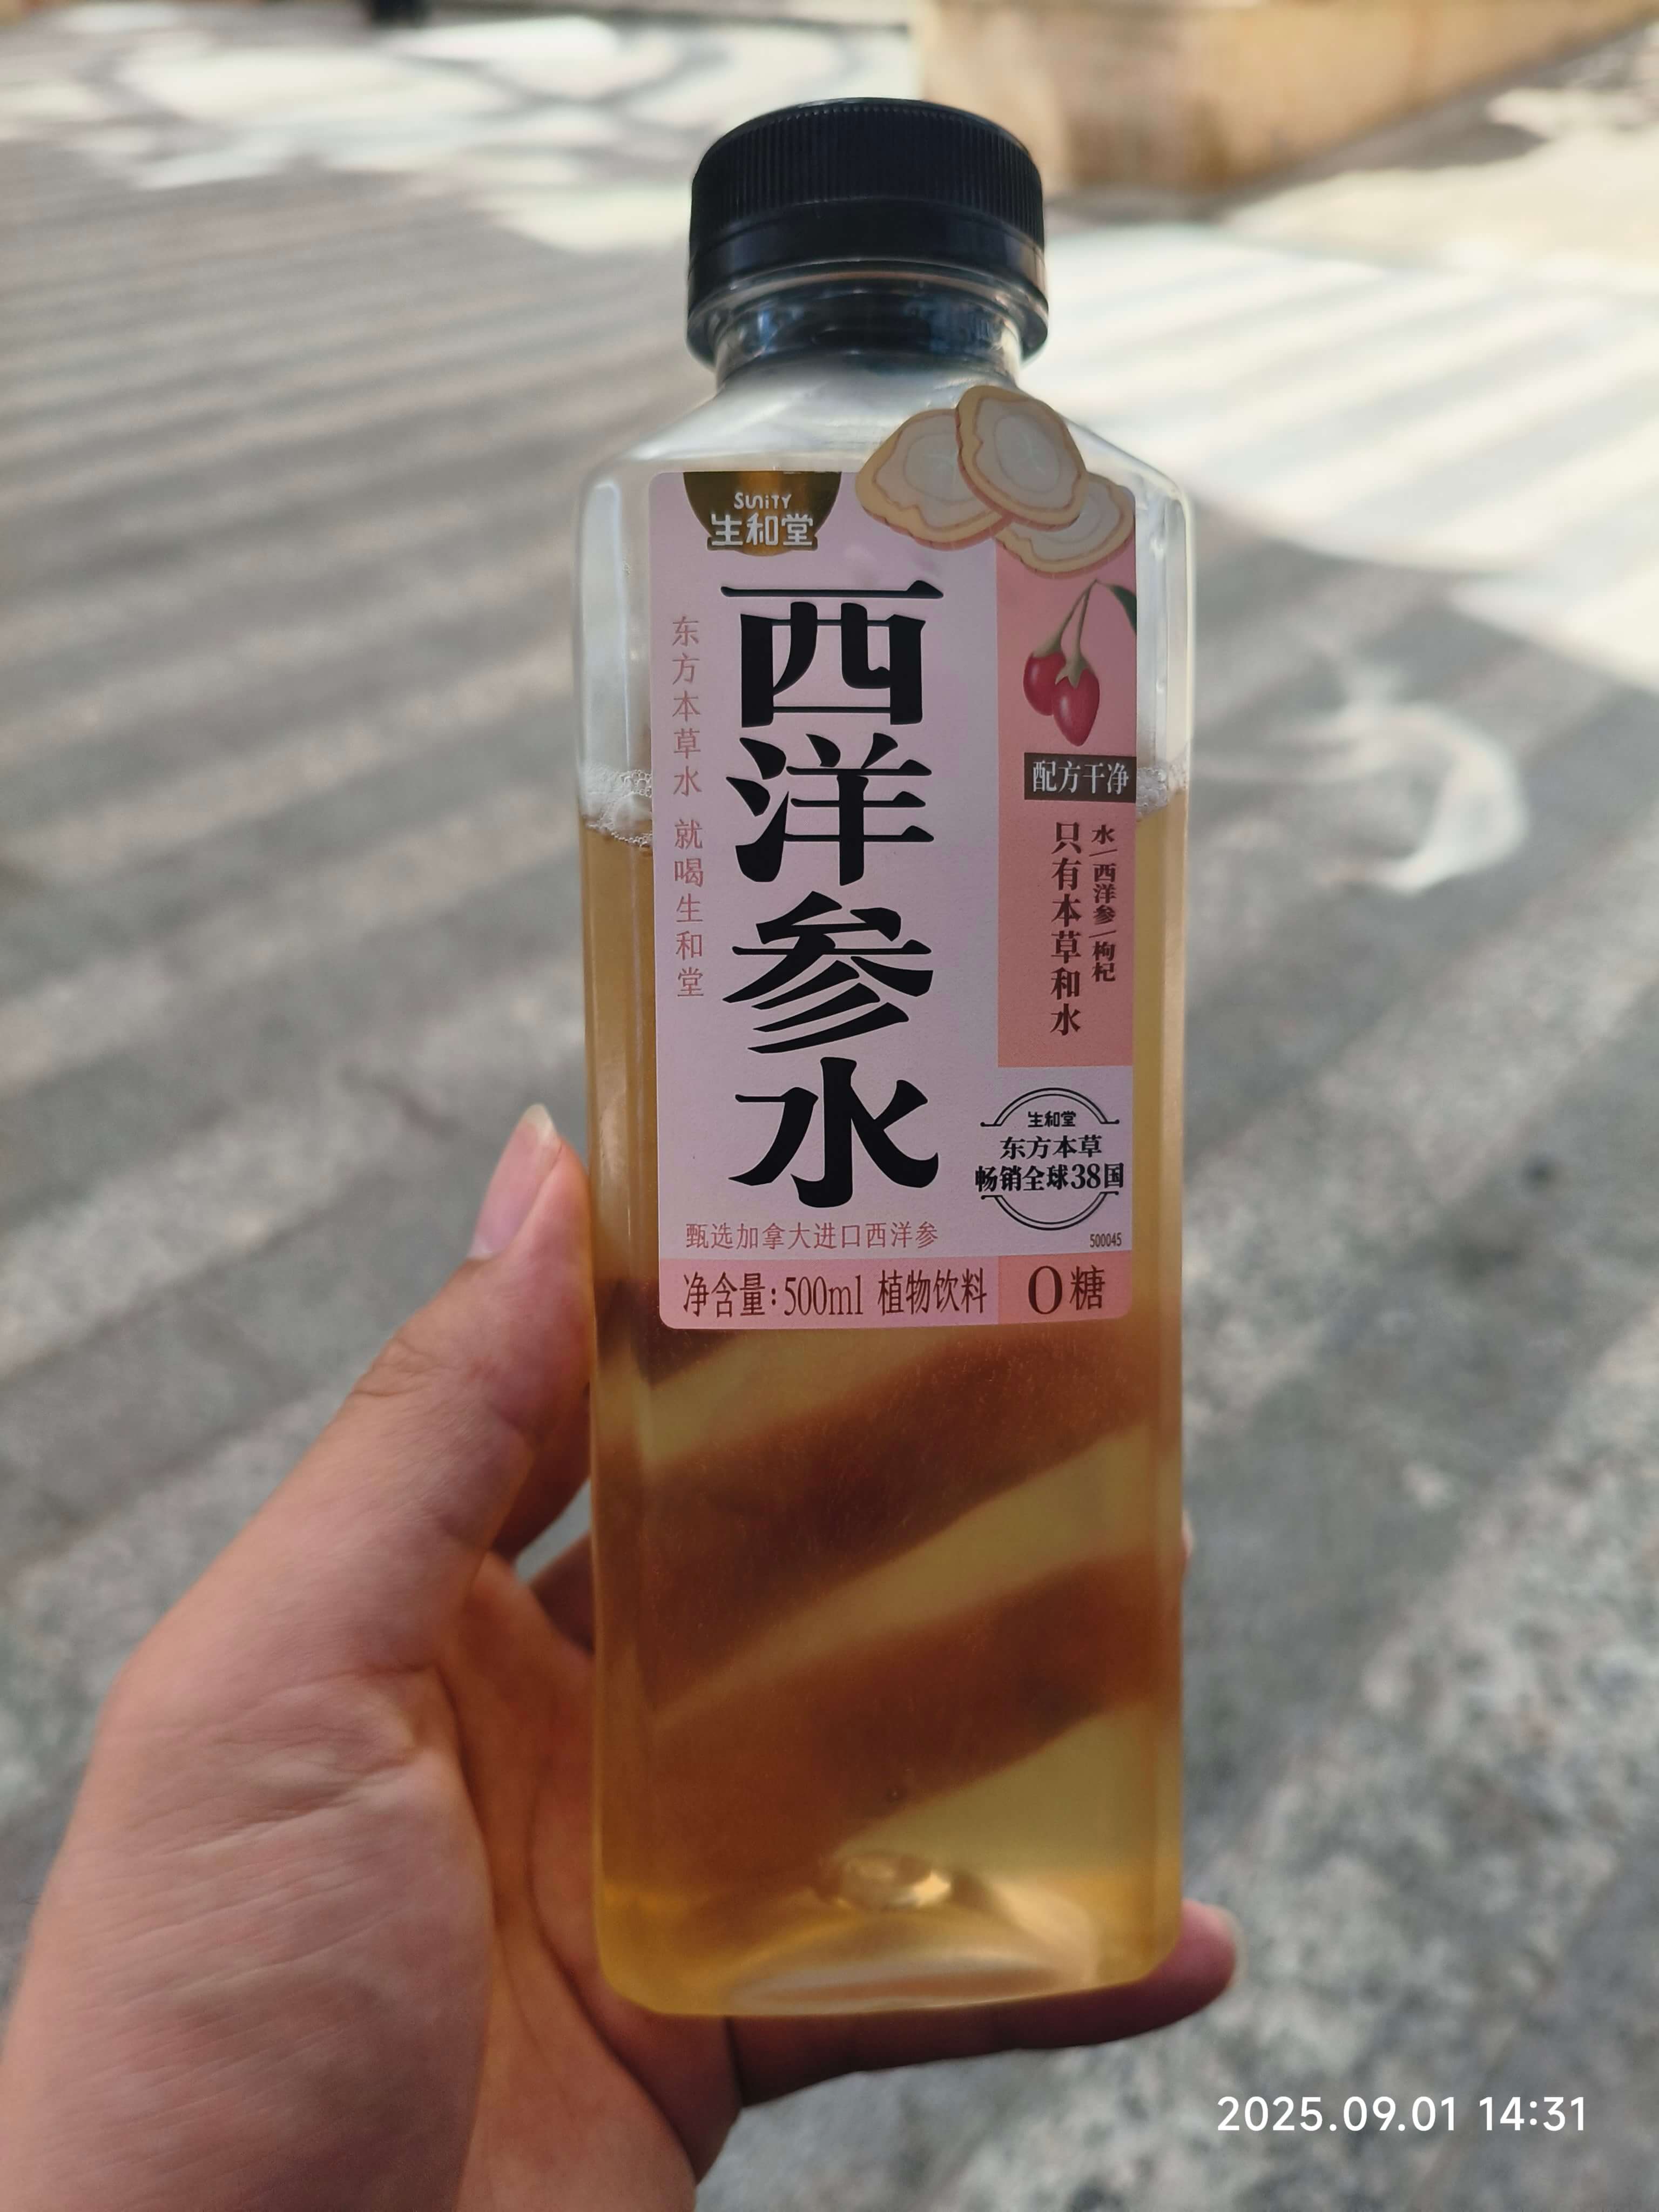 SUNITY
生和堂
西洋参水
东方本草水 就喝生和堂
配方干净
水/西洋参/枸杞
只有本草和水
生和堂
东方本草
畅销全球38国
甄选加拿大进口西洋参
500045
净含量:500ml 植物饮料
0糖
2025.09.01 14:31